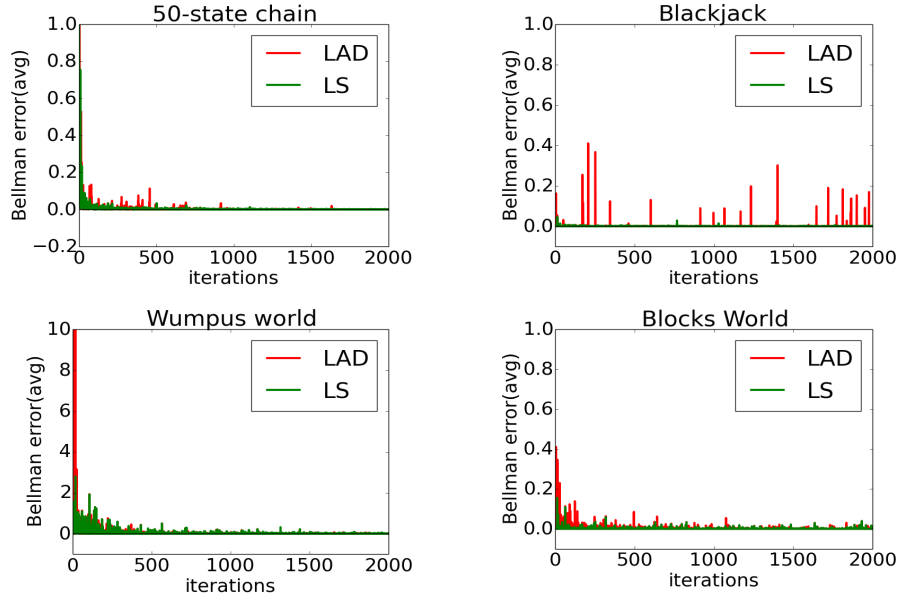 50-state chain
Bellman error(avg)
1.0
0.8
0.6
0.4
0.2
0.0
−0.2
LAD
LS
0 500 1000 1500 2000
iterations
Blackjack
Bellman error(avg)
1.0
0.8
0.6
0.4
0.2
0.0
LAD
LS
0 500 1000 1500 2000
iterations
Wumpus world
Bellman error(avg)
10
8
6
4
2
0
LAD
LS
0 500 1000 1500 2000
iterations
Blocks World
Bellman error(avg)
1.0
0.8
0.6
0.4
0.2
0.0
LAD
LS
0 500 1000 1500 2000
iterations